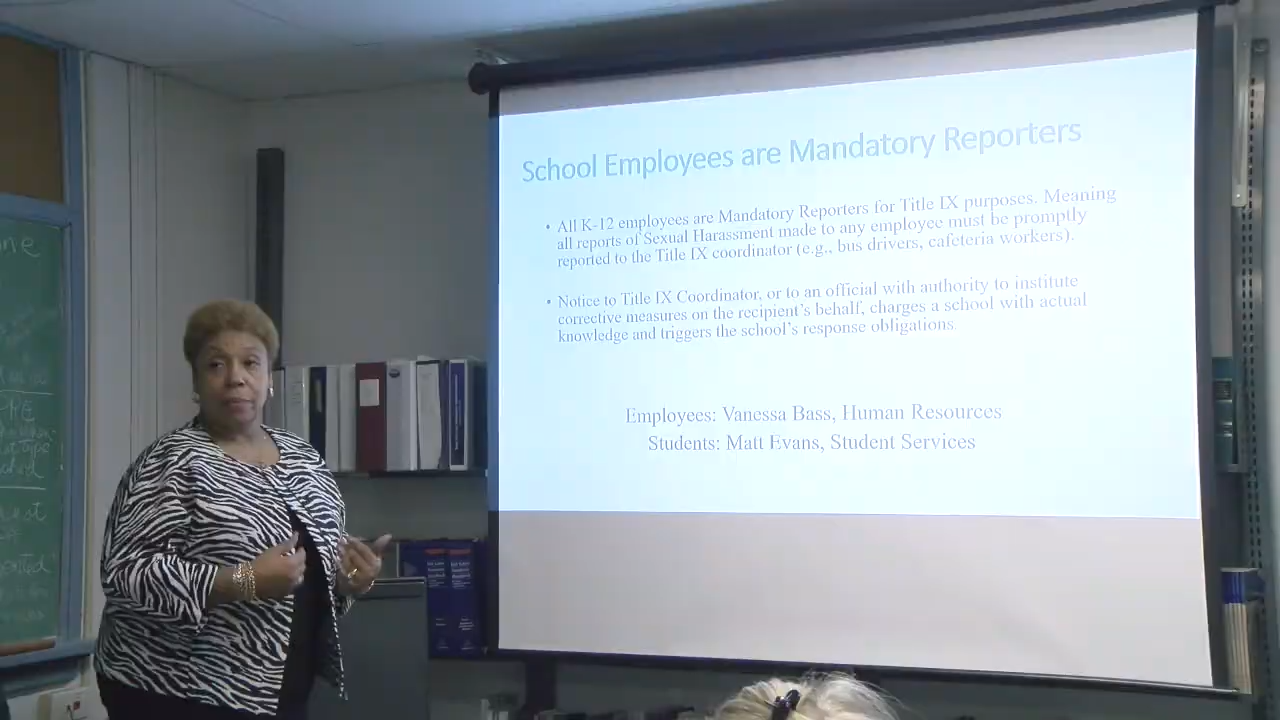 School Employees are Mandatory Reporters
• All K-12 employees are Mandatory Reporters for Title IX purposes. Meaning
all reports of Sexual Harassment made to any employee must be promptly
reported to the Title IX coordinator (e.g., bus drivers, cafeteria workers).
• Notice to Title IX Coordinator, or to an official with authority to institute
corrective measures on the recipient's behalf, charges a school with actual
knowledge and triggers the school's response obligations.
Employees: Vanessa Bass, Human Resources
Students: Matt Evans, Student Services